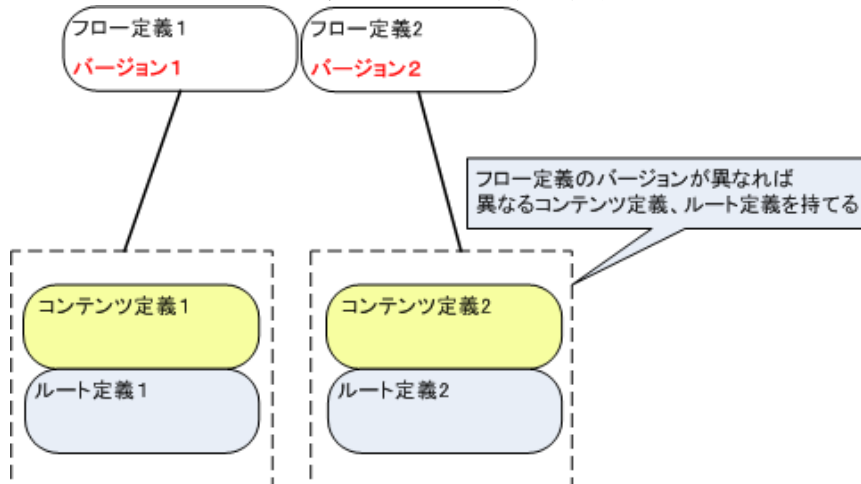 フロー定義1
バージョン1
フロー定義2
バージョン2
フロー定義のバージョンが異なれば
異なるコンテンツ定義、ルート定義を持てる
コンテンツ定義1
ルート定義1
コンテンツ定義2
ルート定義2